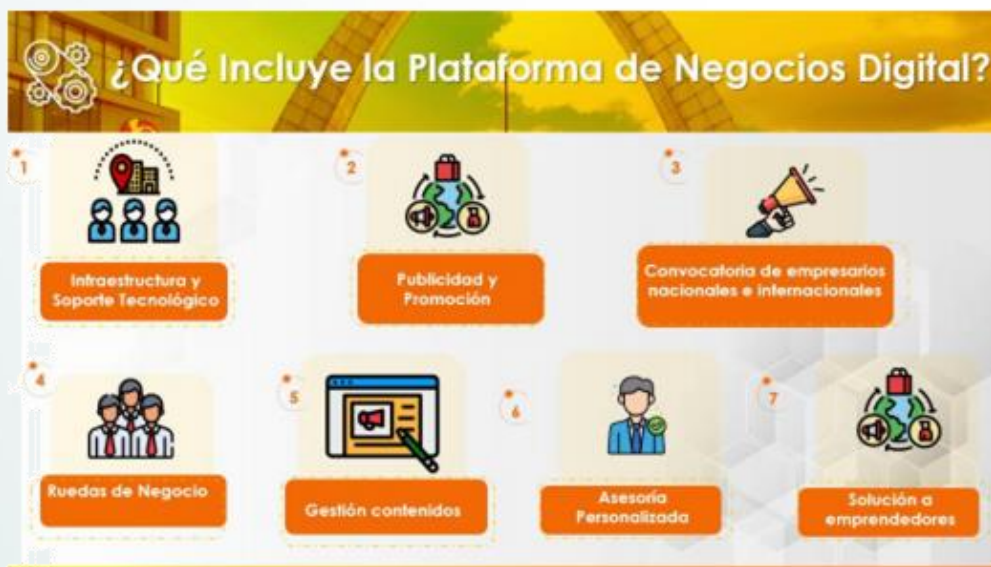 ¿Qué Incluye la Plataforma de Negocios Digital?
1
Infraestructura y
Soporte Tecnológico
2
Publicidad y
Promoción
3
Convocatoria de empresarios
nacionales e internacionales
4
Ruedas de Negocio
5
Gestión contenidos
6
Asesoría
Personalizada
7
Solución a
emprendedores